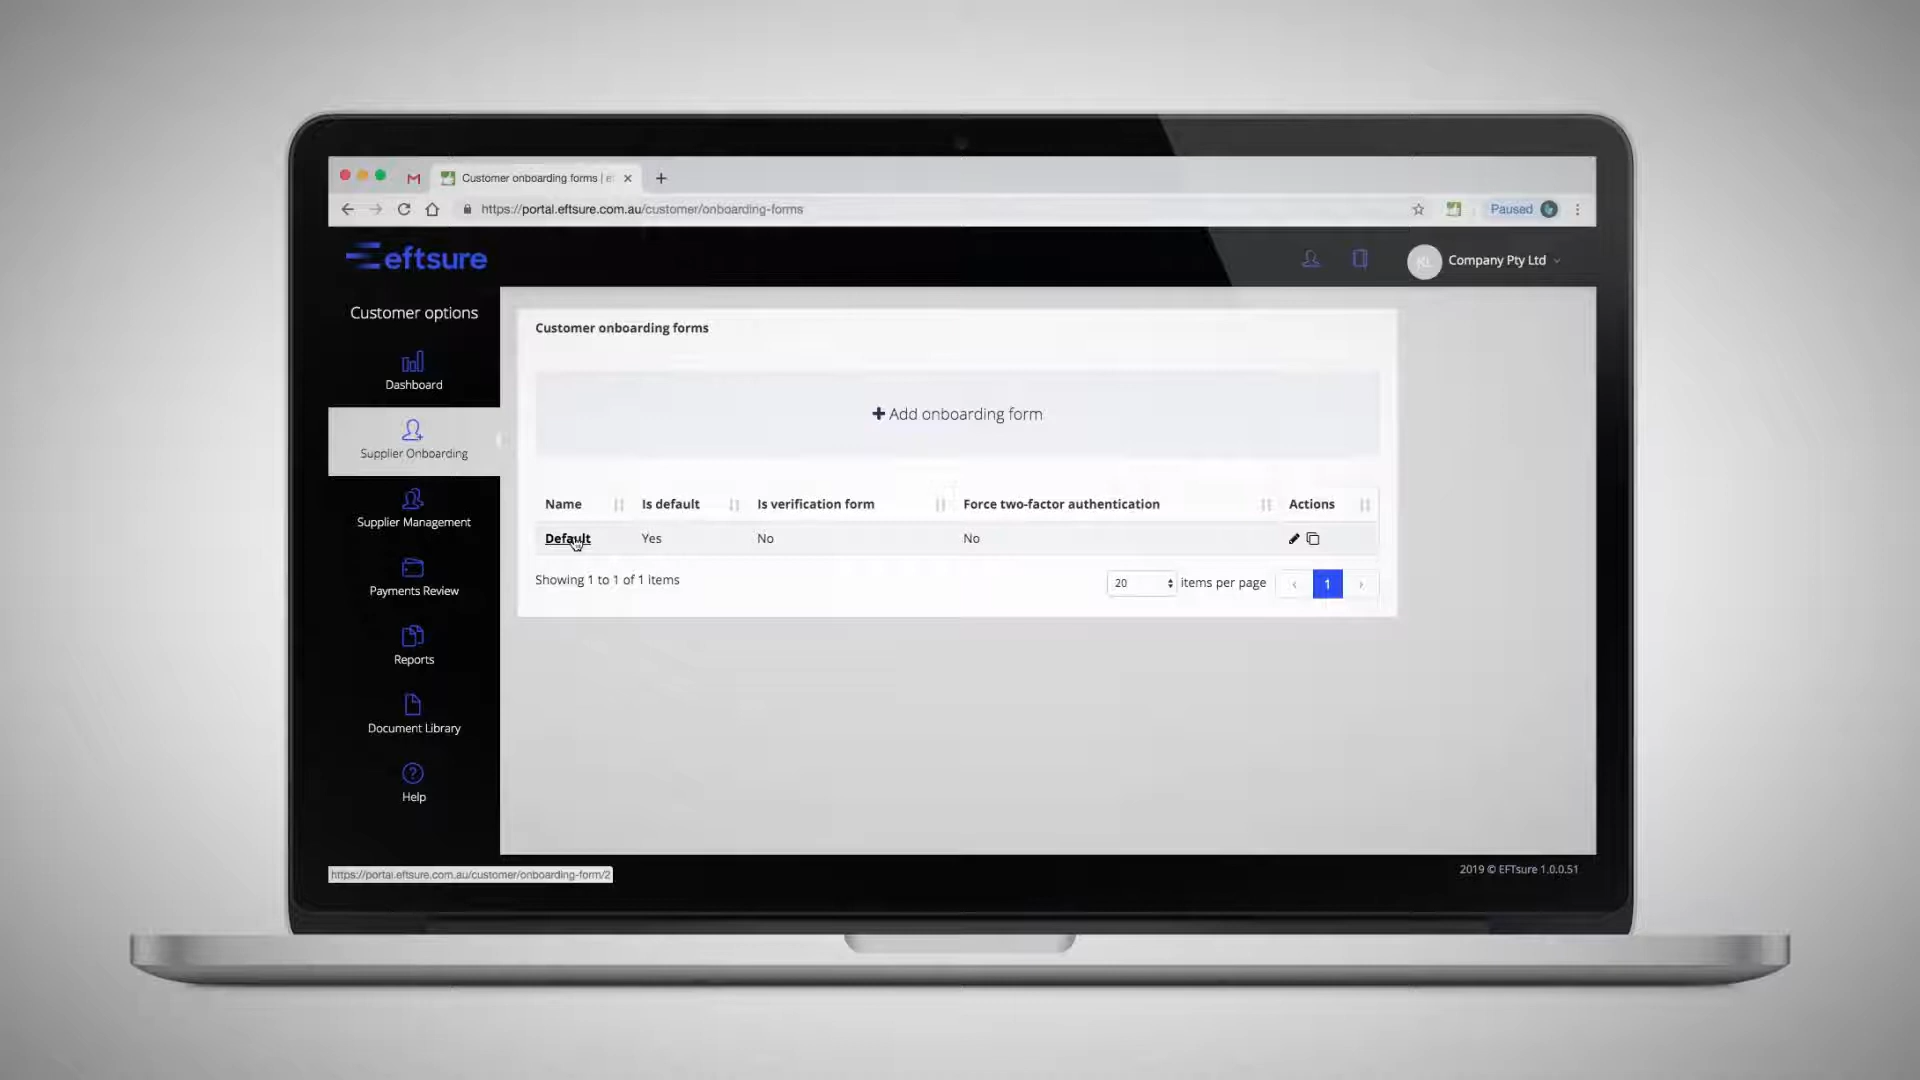 Customer onboarding forms | e
https://portal.eftsure.com.au/customer/onboarding-forms
Paused
eftsure
Company Pty Ltd
Customer options
Dashboard
Supplier Onboarding
Supplier Management
Payments Review
Reports
Document Library
Help
Customer onboarding forms
+ Add onboarding form
Name Is default Is verification form Force two-factor authentication Actions
Default Yes No No
Showing 1 to 1 of 1 items
20 items per page ‹ 1 ›
https://portal.eftsure.com.au/customer/onboarding-form/2
2019 © EFTsure 1.0.0.51